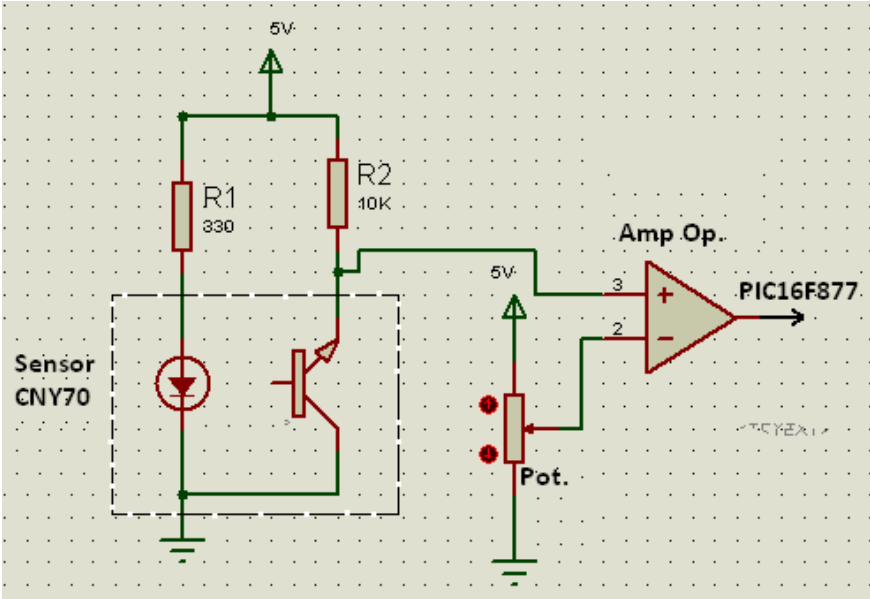 5V
R1
330
R2
10K
Amp Op.
5V
3
PIC16F877
2
Sensor
CNY70
Pot.